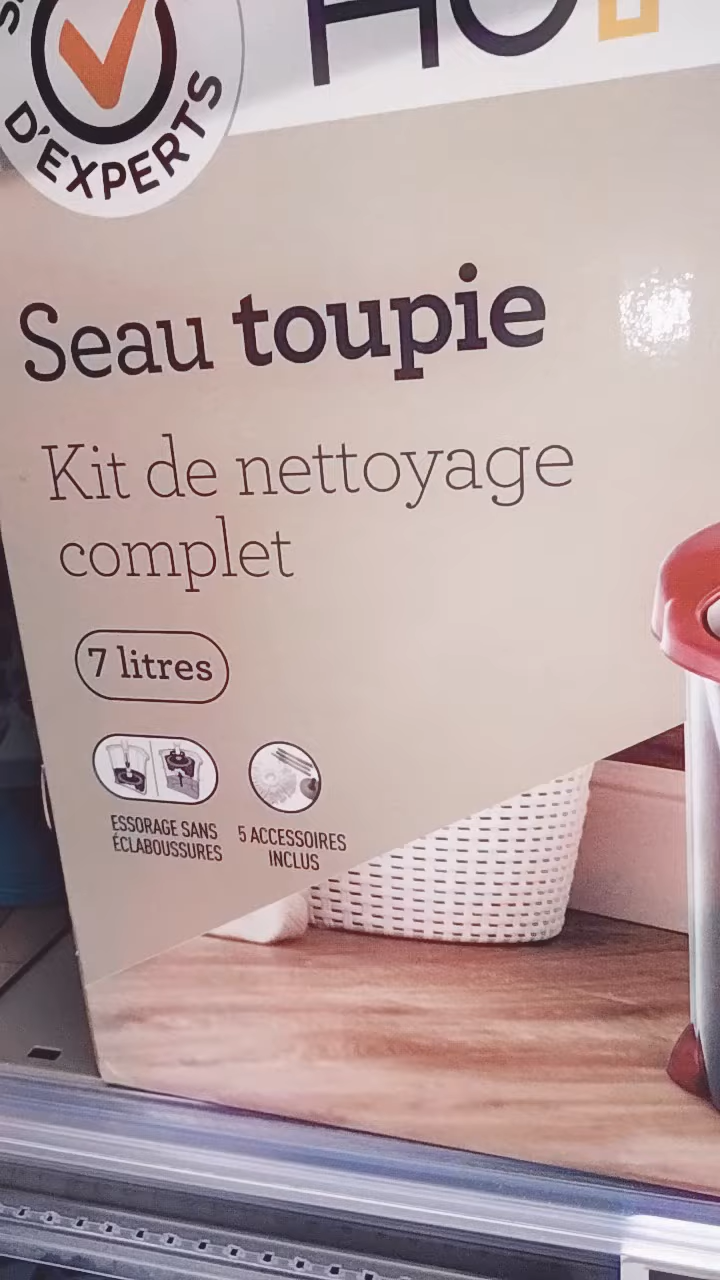 D'EXPERTS
Seau toupie
Kit de nettoyage
complet
7 litres
ESSORAGE SANS
ÉCLABOUSSURES
5 ACCESSOIRES
INCLUS